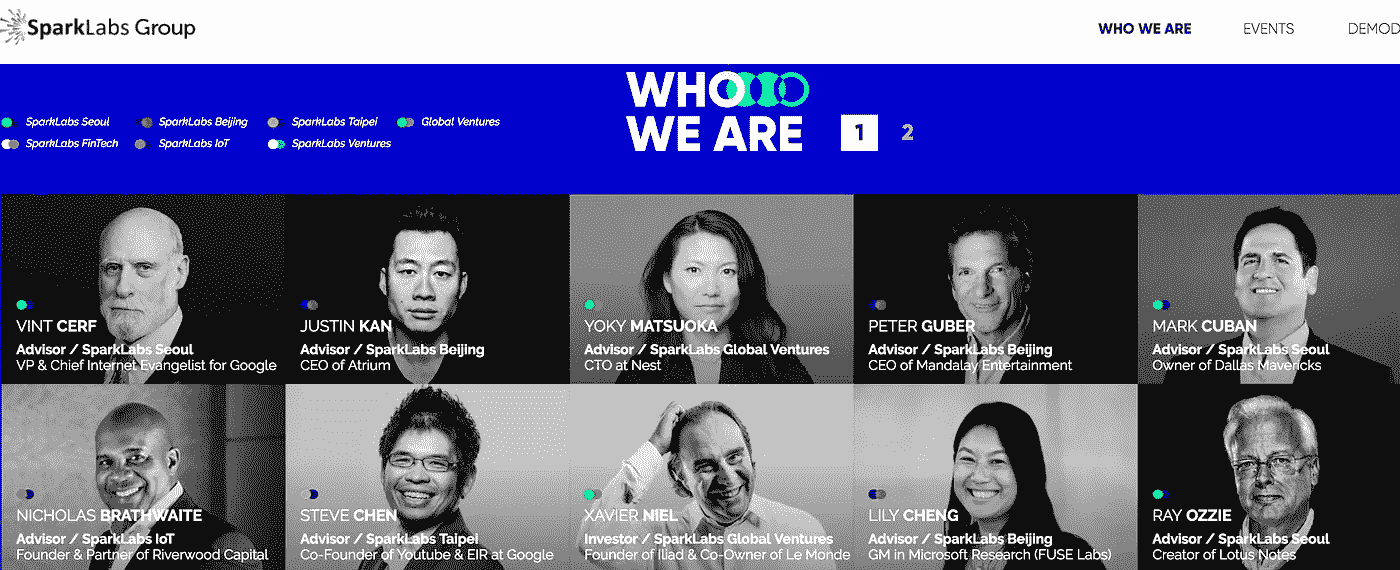 SparkLabs Group
WHO WE ARE
EVENTS
DEMOD
WHO
WE ARE
1
2
SparkLabs Seoul
SparkLabs Beijing
SparkLabs Taipei
Global Ventures
SparkLabs FinTech
SparkLabs IoT
SparkLabs Ventures
VINT CERF
Advisor / SparkLabs Seoul
VP & Chief Internet Evangelist for Google
JUSTIN KAN
Advisor / SparkLabs Beijing
CEO of Atrium
YOKY MATSUOKA
Advisor / SparkLabs Global Ventures
CTO at Nest
PETER GUBER
Advisor / SparkLabs Beijing
CEO of Mandalay Entertainment
MARK CUBAN
Advisor / SparkLabs Seoul
Owner of Dallas Mavericks
NICHOLAS BRATHWAITE
Advisor / SparkLabs IoT
Founder & Partner of Riverwood Capital
STEVE CHEN
Advisor / SparkLabs Taipei
Co-Founder of Youtube & EIR at Google
XAVIER NIEL
Investor / SparkLabs Global Ventures
Founder of Iliad & Co-Owner of Le Monde
LILY CHENG
Advisor / SparkLabs Beijing
GM in Microsoft Research (FUSE Labs)
RAY OZZIE
Advisor / SparkLabs Seoul
Creator of Lotus Notes